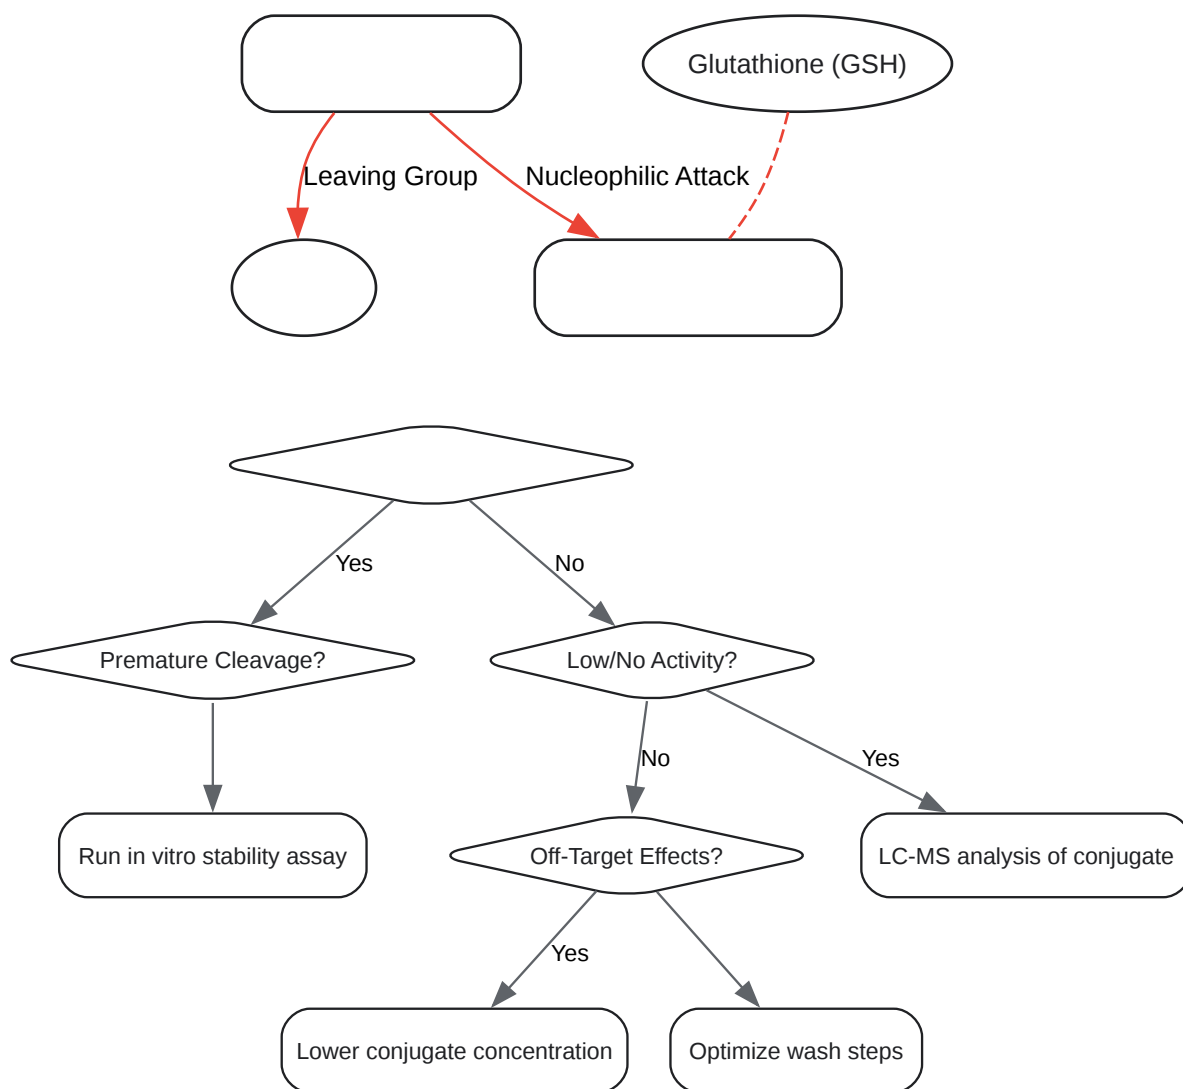 Glutathione (GSH)
Leaving Group
Nucleophilic Attack
Yes
No
Premature Cleavage?
Low/No Activity?
No
Yes
Run in vitro stability assay
Off-Target Effects?
LC-MS analysis of conjugate
Yes
Lower conjugate concentration
Optimize wash steps